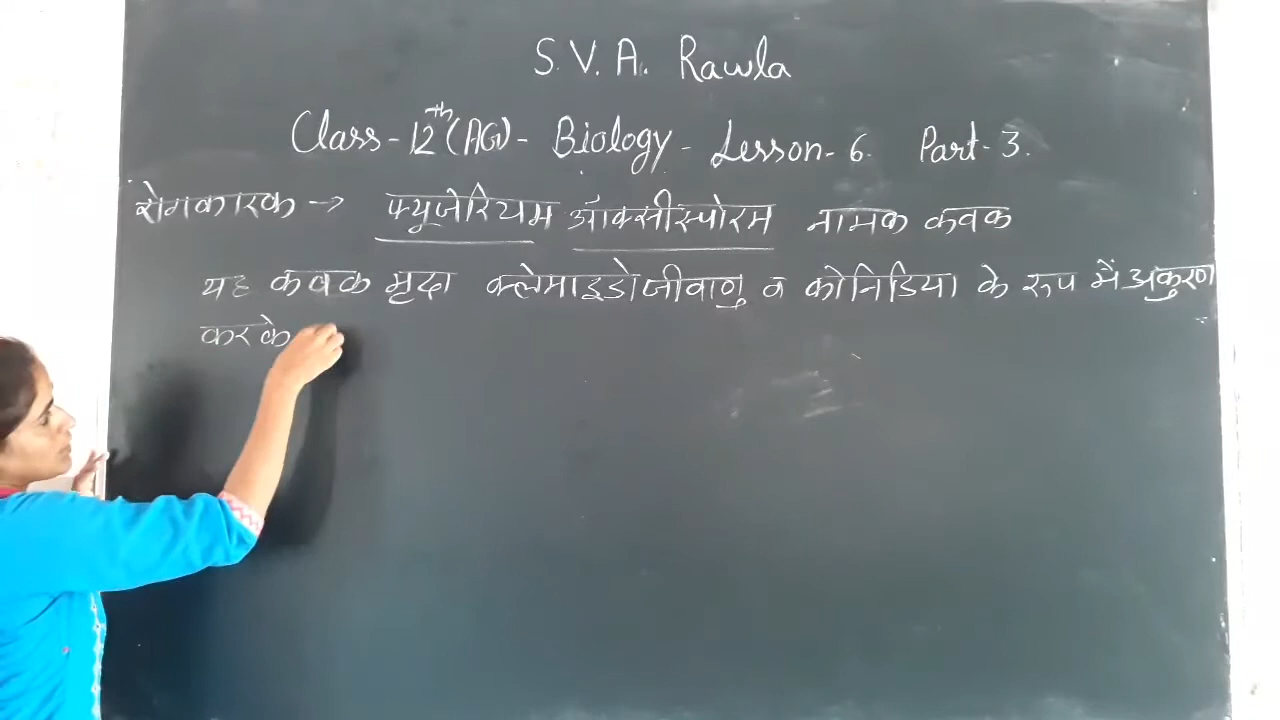 S.V.A. Rawla
Class-12th (AG)- Biology - Lesson-6. Part-3.
रोगकारक → फ्यूजेरियम ऑक्सीस्पोरम नामक कवक
यह कवक मृदा क्लेमाइडोजीवाणु व कोनिडिया के रूप में अकुरण
कर के